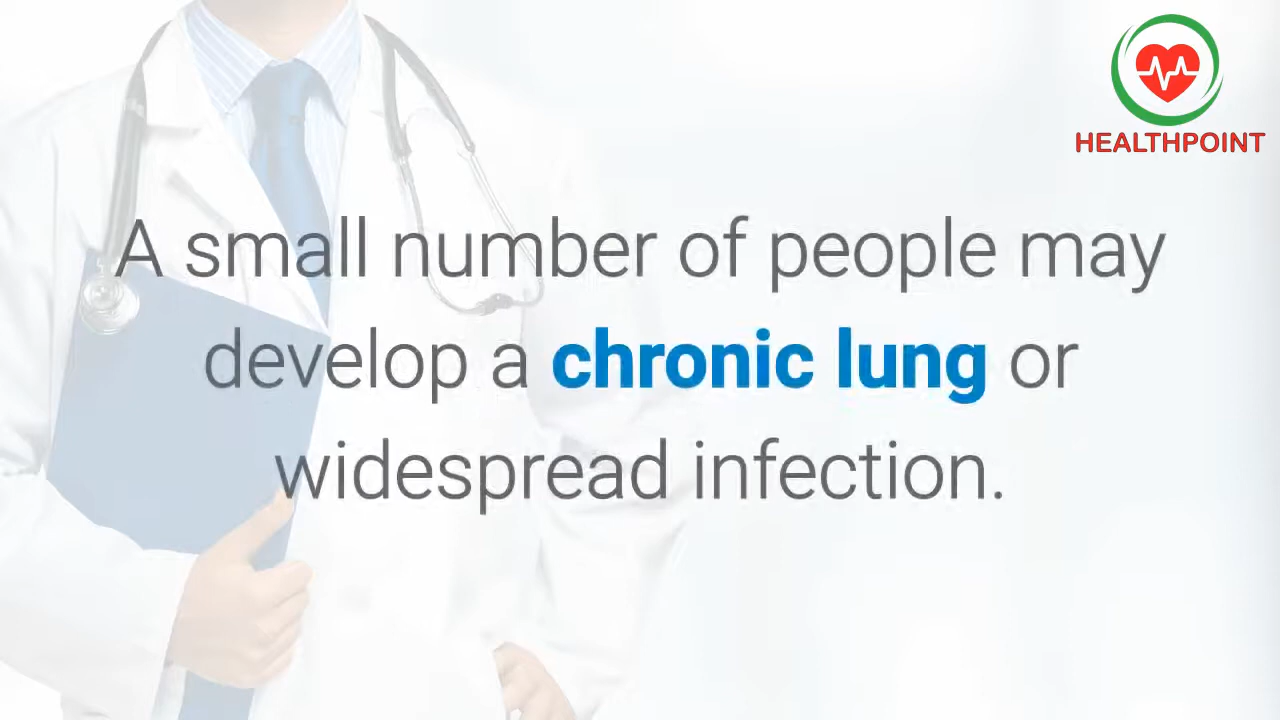 HEALTHPOINT
A small number of people may
develop a chronic lung or
widespread infection.